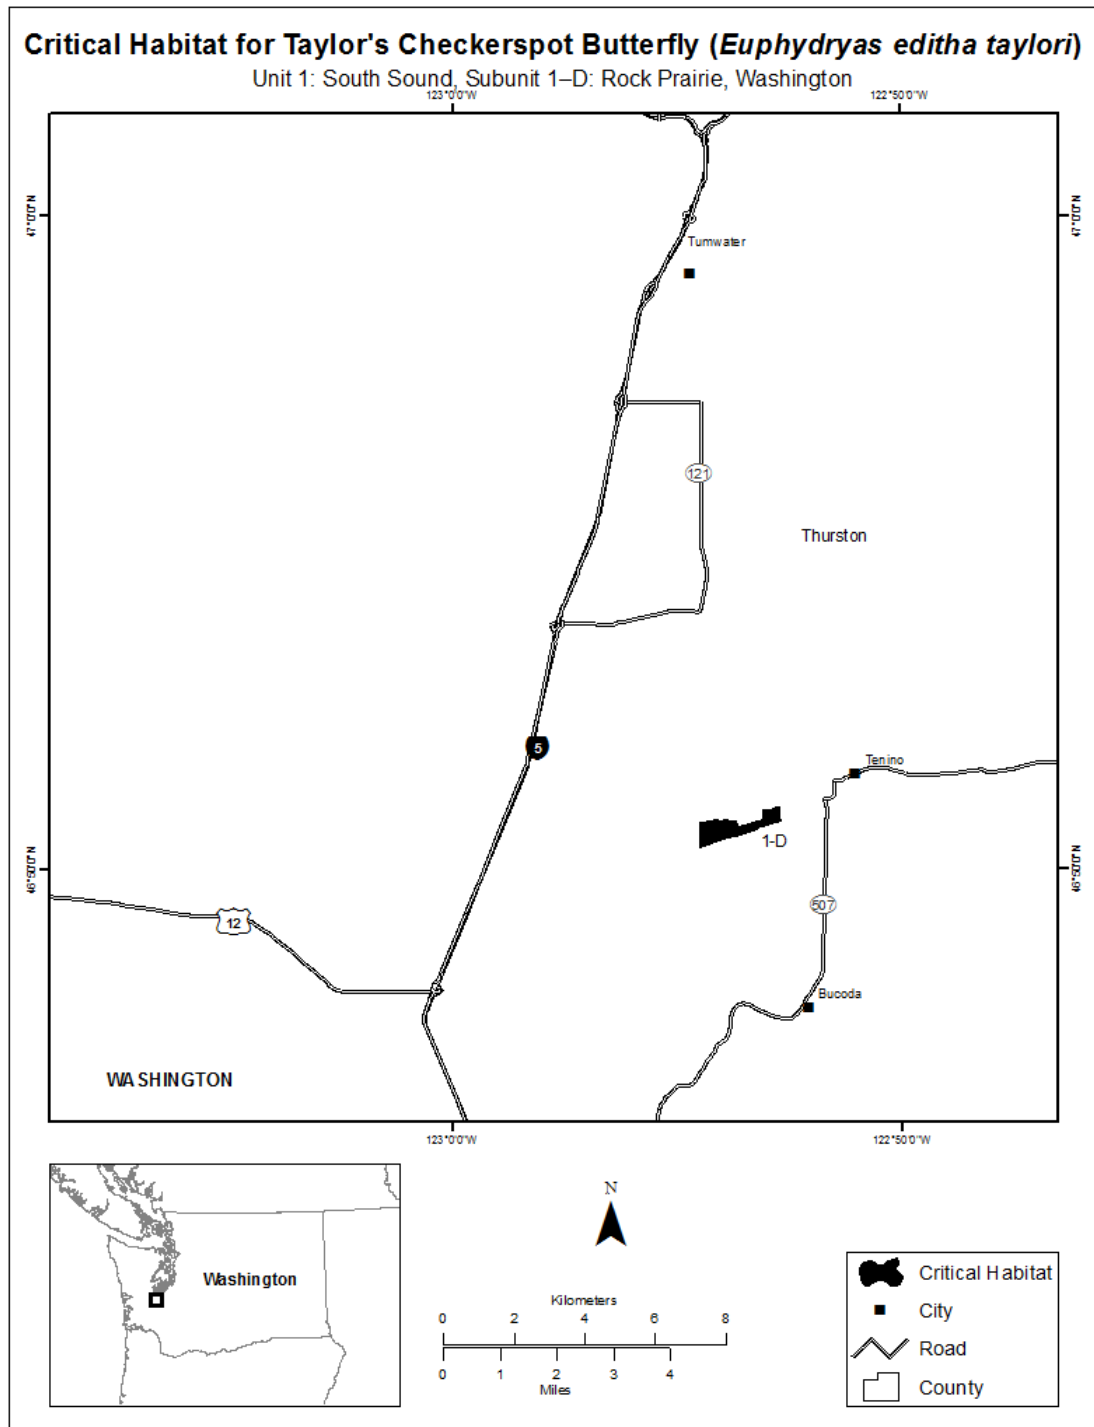 Critical Habitat for Taylor's Checkerspot Butterfly (Euphydryas editha taylori)
Unit 1: South Sound, Subunit 1–D: Rock Prairie, Washington
123°0'0"W
122°50'0"W
47°0'0"N
47°0'0"N
Tumwater
121
Thurston
5
Tenino
1-D
46°50'0"N
46°50'0"N
507
12
Bucoda
WASHINGTON
123°0'0"W
122°50'0"W
Washington
N
Kilometers
0 2 4 6 8
0 1 2 3 4
Miles
Critical Habitat
City
Road
County